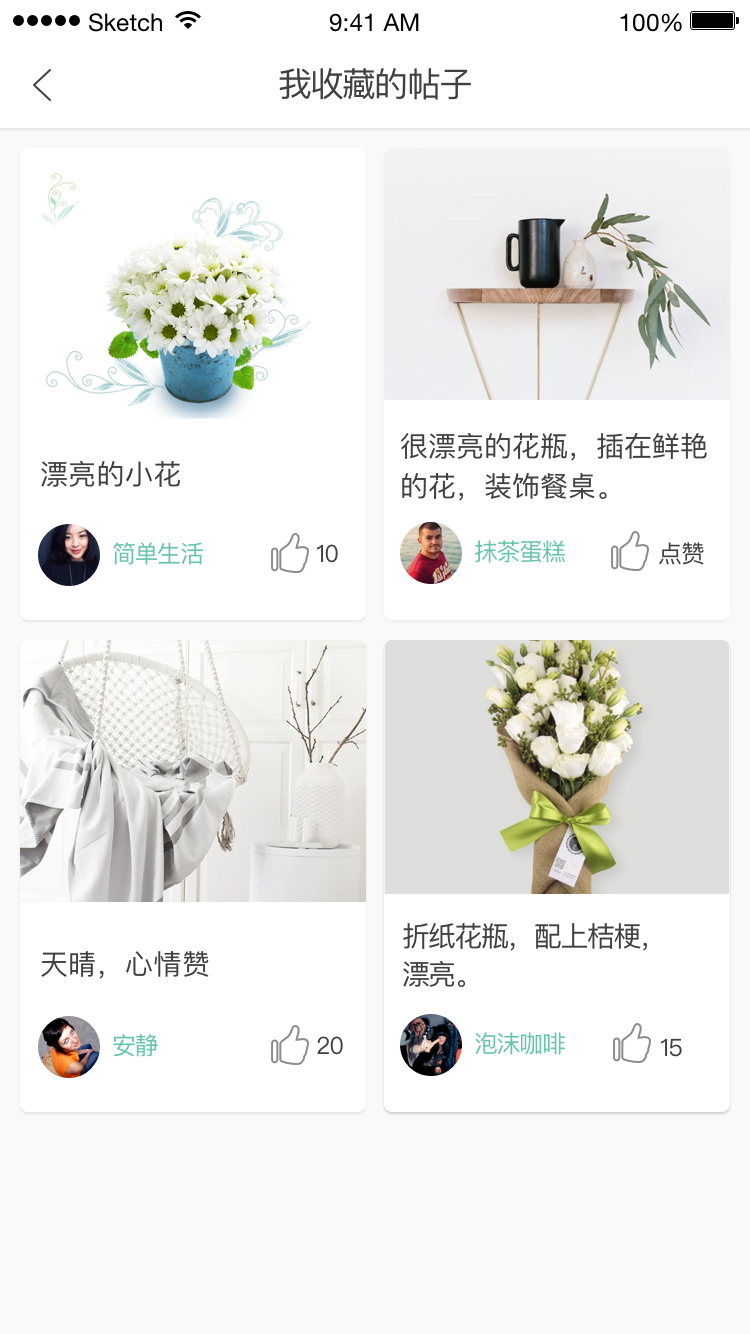 Sketch 9:41 AM 100%
我收藏的帖子
漂亮的小花
简单生活 10
很漂亮的花瓶，插在鲜艳
的花，装饰餐桌。
抹茶蛋糕 点赞
天晴，心情赞
安静 20
折纸花瓶，配上桔梗，
漂亮。
泡沫咖啡 15